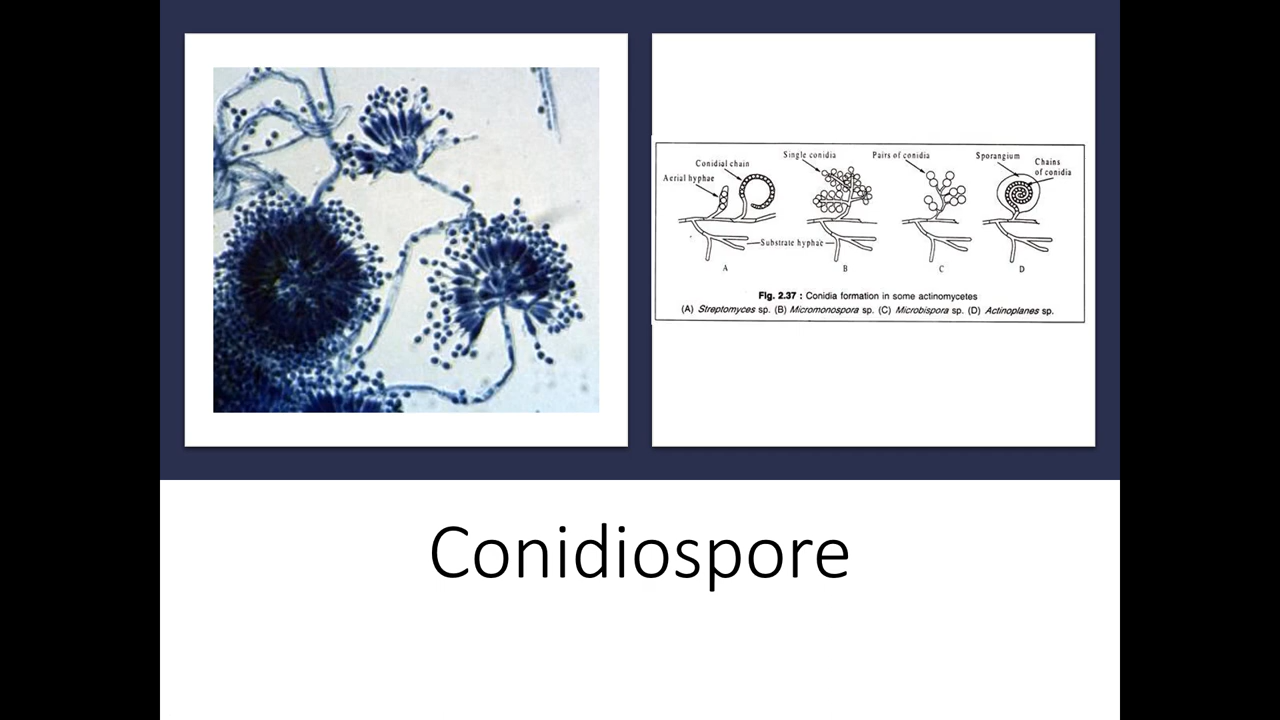 Conidial chain
Aerial hyphae
Single conidia
Pairs of conidia
Sporangium
Chains
of conidia
Substrate hyphae
A
B
C
D
Fig. 2.37 : Conidia formation in some actinomycetes
(A) Streptomyces sp. (B) Micromonospora sp. (C) Microbispora sp. (D) Actinoplanes sp.
Conidiospore